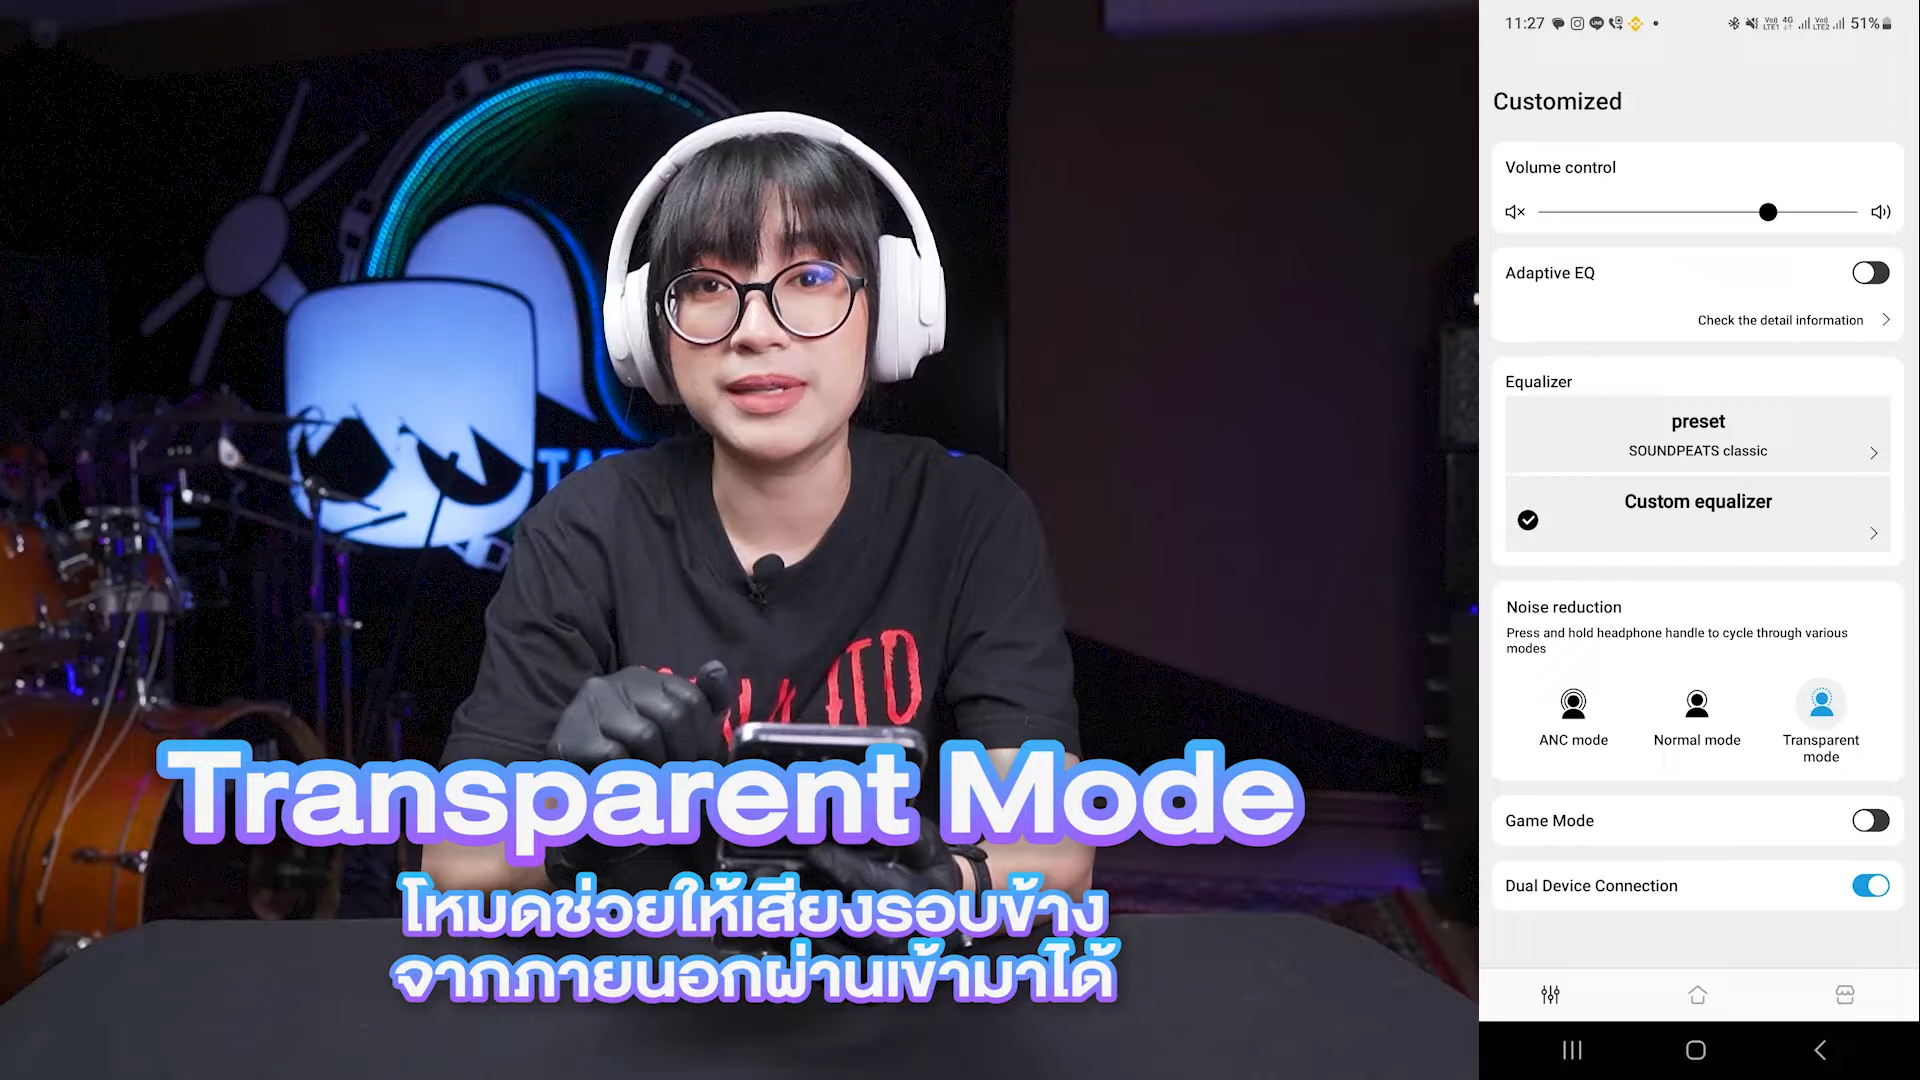 Transparent Mode
โหมดช่วยให้เสียงรอบข้าง
จากภายนอกผ่านเข้ามาได้
11:27
51%
Customized
Volume control
Adaptive EQ
Check the detail information
Equalizer
preset
SOUNDPEATS classic
Custom equalizer
Noise reduction
Press and hold headphone handle to cycle through various
modes
ANC mode
Normal mode
Transparent
mode
Game Mode
Dual Device Connection